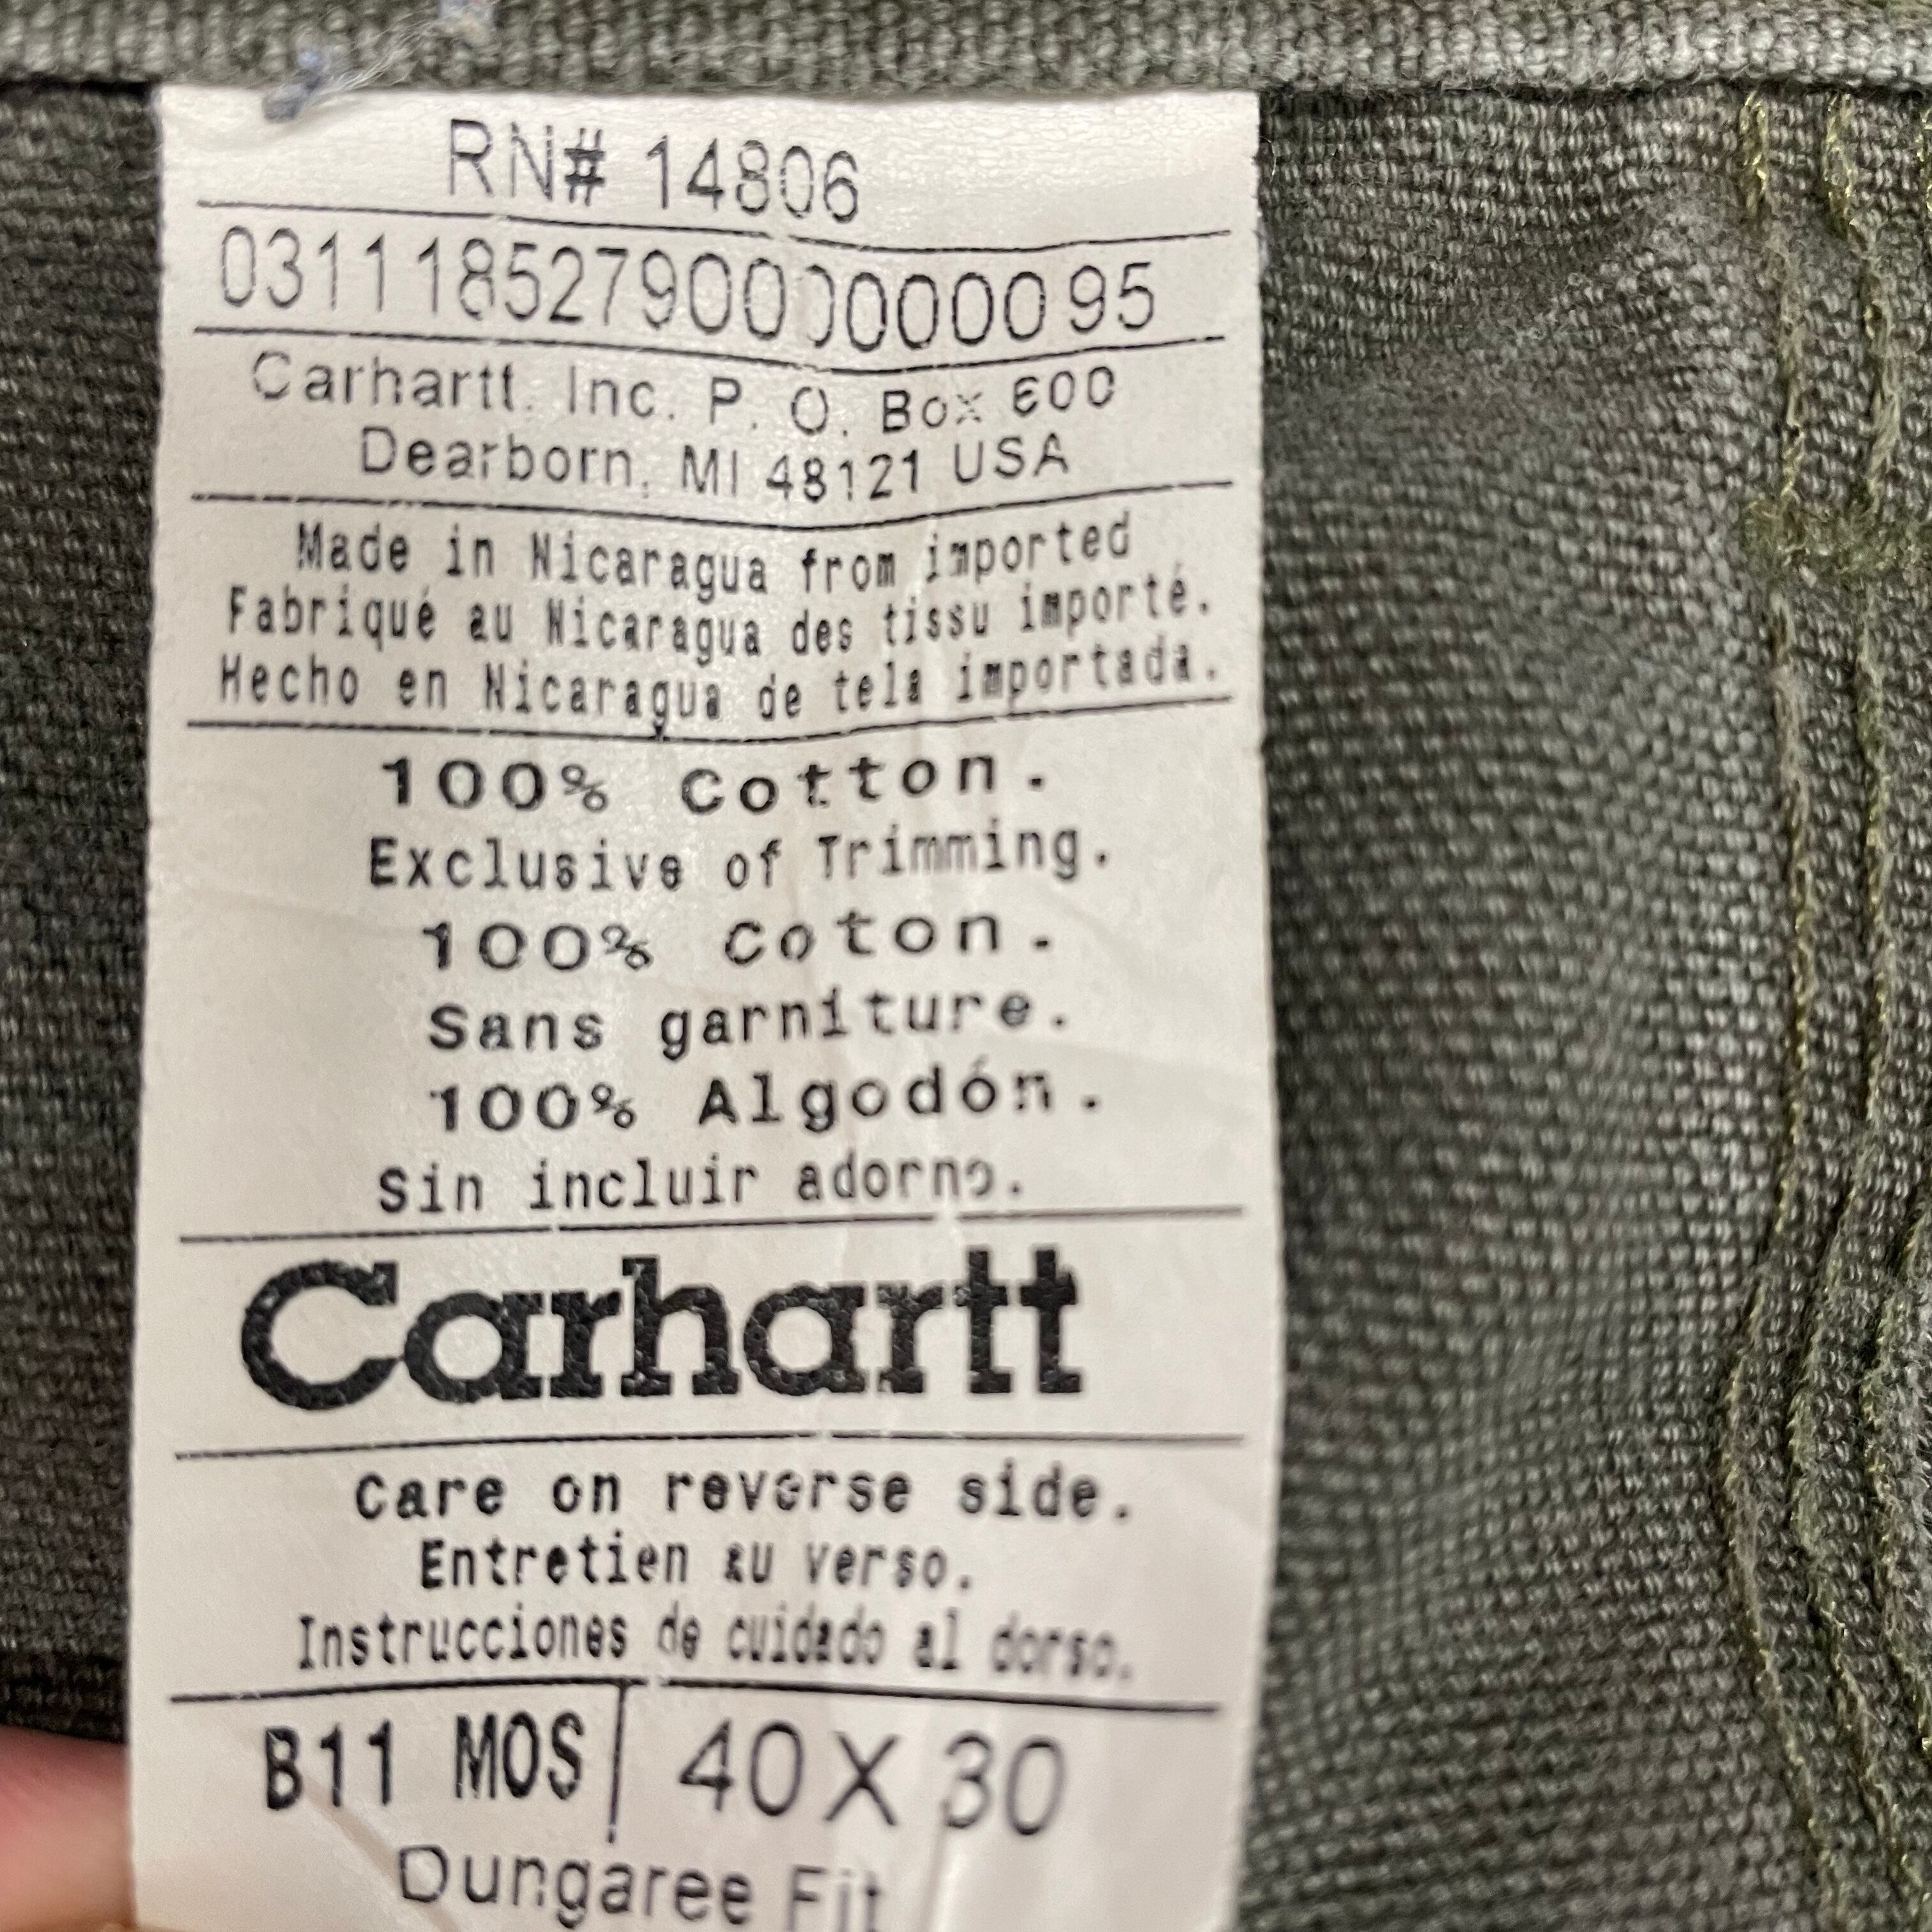 RN# 14806
03111852790000000095
Carhartt, Inc. P. O. Box 600
Dearborn, MI 48121 USA
Made in Nicaragua from imported
Fabriqué au Nicaragua des tissu importé.
Hecho en Nicaragua de tela importada.
100% Cotton.
Exclusive of Trimming.
100% Coton.
Sans garniture.
100% Algodón.
Sin incluir adorno.
Carhartt
Care on reverse side.
Entretien au verso.
Instrucciones de cuidado al dorso.
B11 MOS 40 X 30
Dungaree Fit